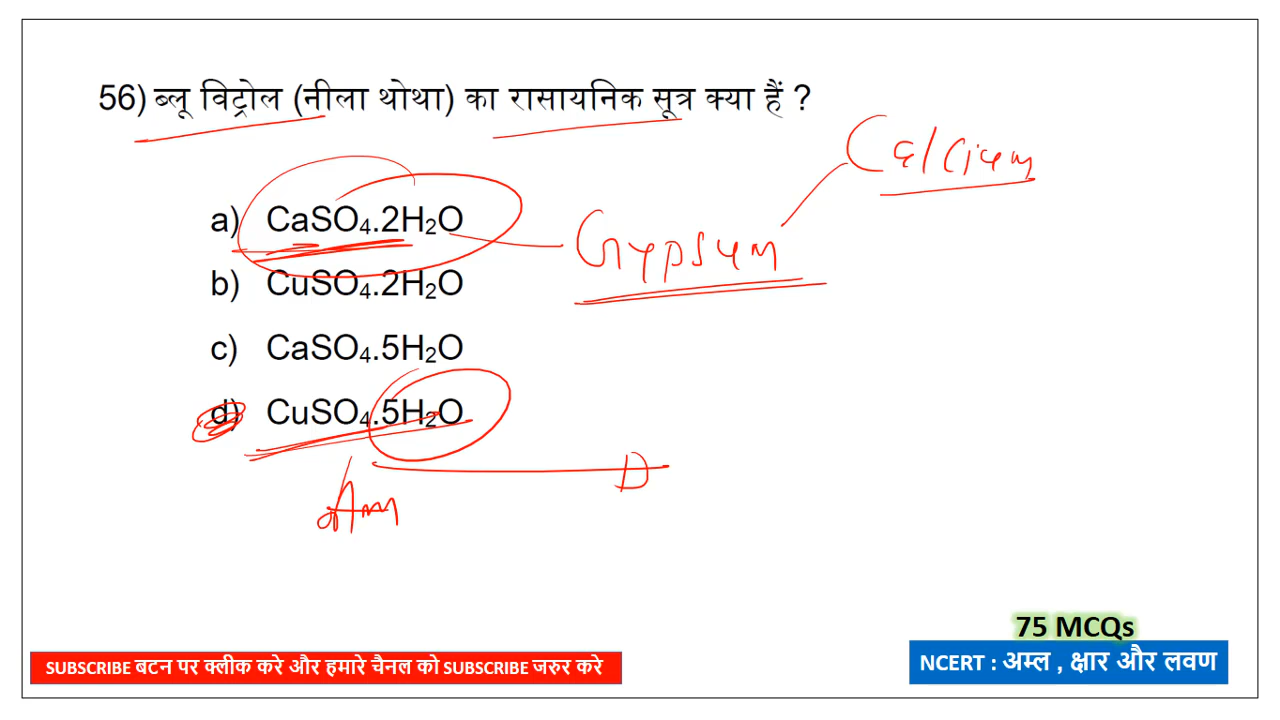 56) ब्लू विट्रोल (नीला थोथा) का रासायनिक सूत्र क्या हैं ?
Calcium
a) CaSO₄.2H₂O
Gypsum
b) CuSO₄.2H₂O
c) CaSO₄.5H₂O
d) CuSO₄.5H₂O
D
75 MCQs
SUBSCRIBE बटन पर क्लीक करे और हमारे चैनल को SUBSCRIBE जरुर करे
NCERT : अम्ल , क्षार और लवण